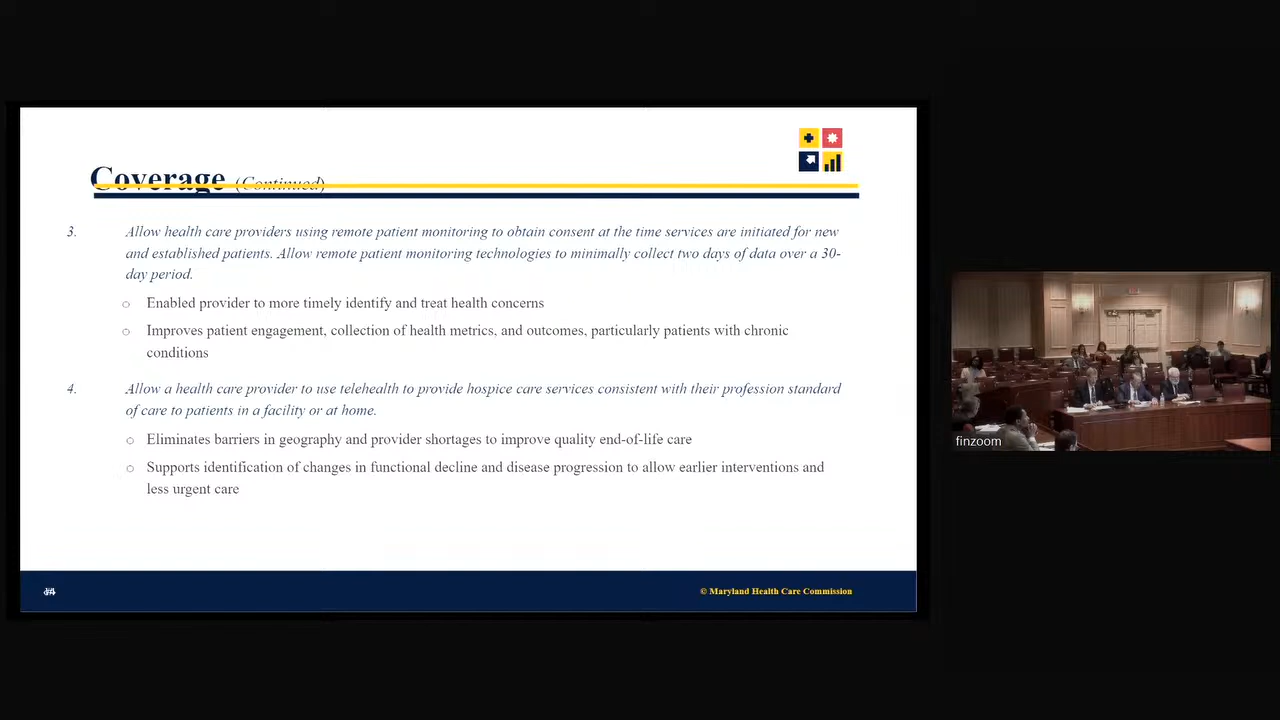 Coverage (Continued)
3. Allow health care providers using remote patient monitoring to obtain consent at the time services are initiated for new
and established patients. Allow remote patient monitoring technologies to minimally collect two days of data over a 30-
day period.
○ Enabled provider to more timely identify and treat health concerns
○ Improves patient engagement, collection of health metrics, and outcomes, particularly patients with chronic
conditions
4. Allow a health care provider to use telehealth to provide hospice care services consistent with their profession standard
of care to patients in a facility or at home.
○ Eliminates barriers in geography and provider shortages to improve quality end-of-life care
○ Supports identification of changes in functional decline and disease progression to allow earlier interventions and
less urgent care
© Maryland Health Care Commission
finzoom